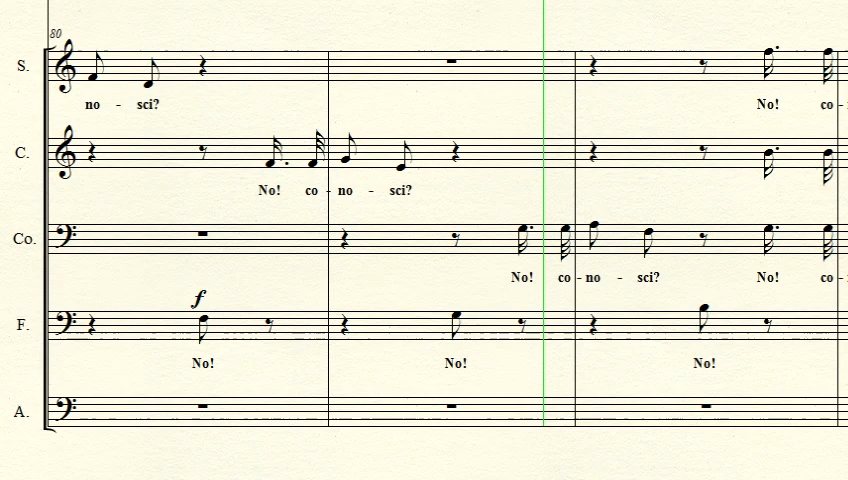 80
S.
no - sci? No! co -
C.
No! co - no - sci?
Co.
No! co - no - sci? No! co -
f
F.
No! No! No!
A.